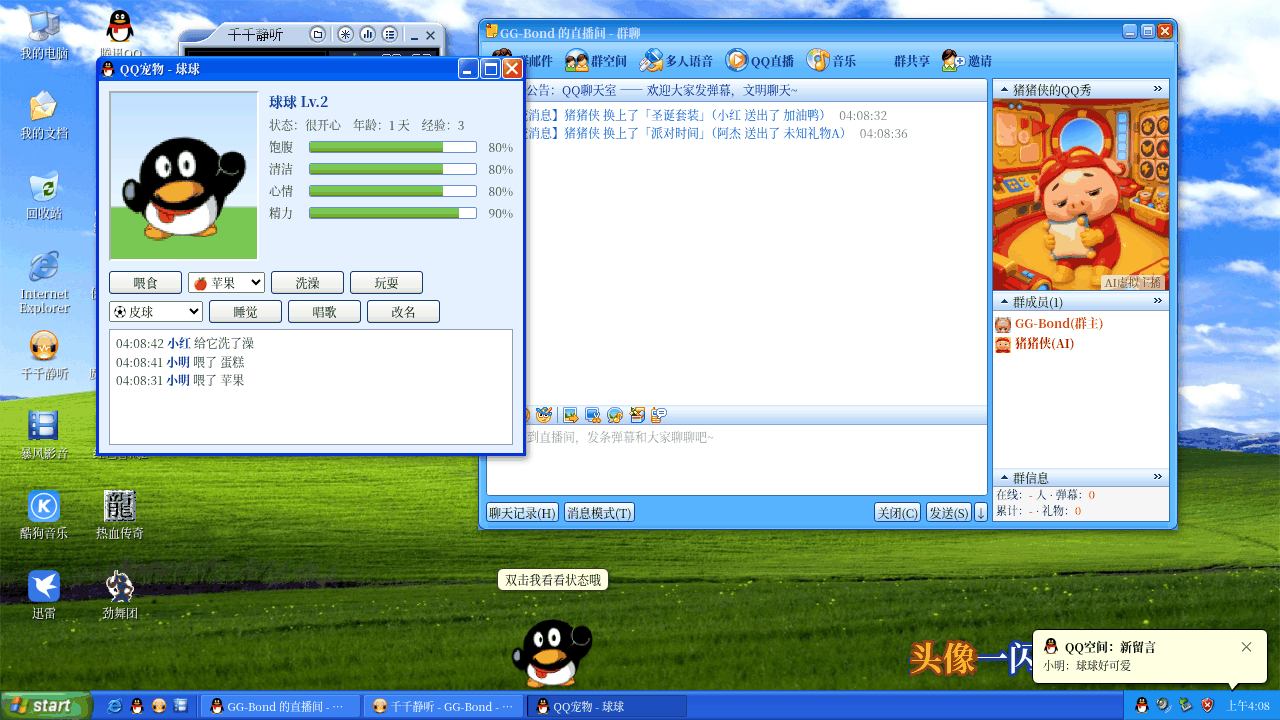 我的电脑
腾讯QQ
我的文档
回收站
Internet
Explorer
千千静听
暴风影音
酷狗音乐
热血传奇
迅雷
劲舞团
千千静听
QQ宠物 - 球球
球球 Lv.2
状态: 很开心 年龄: 1 天 经验: 3
饱腹 80%
清洁 80%
心情 80%
精力 90%
喂食 苹果 洗澡 玩耍
皮球 睡觉 唱歌 改名
04:08:42 小红 给它洗了澡
04:08:41 小明 喂了 蛋糕
04:08:31 小明 喂了 苹果
GG-Bond 的直播间 - 群聊
群邮件 群空间 多人语音 QQ直播 音乐 群共享 邀请
公告: QQ聊天室 —— 欢迎大家发弹幕，文明聊天~
消息】猪猪侠 换上了「圣诞套装」（小红 送出了 加油鸭） 04:08:32
消息】猪猪侠 换上了「派对时间」（阿杰 送出了 未知礼物A） 04:08:36
到直播间，发条弹幕和大家聊聊吧~
聊天记录(H) 消息模式(T) 关闭(C) 发送(S) ↓
猪猪侠的QQ秀
AI虚拟主播
群成员(1)
GG-Bond(群主)
猪猪侠(AI)
群信息
在线: - 人 · 弹幕: 0
累计: - · 礼物: 0
双击我看看状态哦
头像一闪
QQ空间：新留言
小明：球球好可爱
start
GG-Bond 的直播间 - ···
千千静听 - GG-Bond - ···
QQ宠物 - 球球
上午4:08